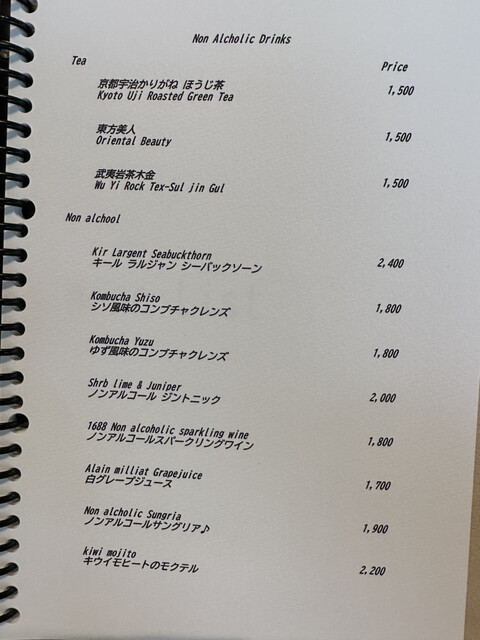 Non Alcholic Drinks
Tea
Price
京都宇治かりがね ほうじ茶
Kyoto Uji Roasted Green Tea 1,500
東方美人
Oriental Beauty 1,500
武夷岩茶木金
Wu Yi Rock Tex-Sul jin Gul 1,500
Non alchool
Kir Largent Seabuckthorn
キール ラルジャン シーバックソーン 2,400
Kombucha Shiso
シソ風味のコンブチャクレンズ 1,800
Kombucha Yuzu
ゆず風味のコンブチャクレンズ 1,800
Shrb lime & Juniper
ノンアルコール ジントニック 2,000
1688 Non alcoholic sparkling wine
ノンアルコールスパークリングワイン 1,800
Alain milliat Grapejuice
白グレープジュース 1,700
Non alcholic Sungria
ノンアルコールサングリア♪ 1,900
kiwi mojito
キウイモヒートのモクテル 2,200